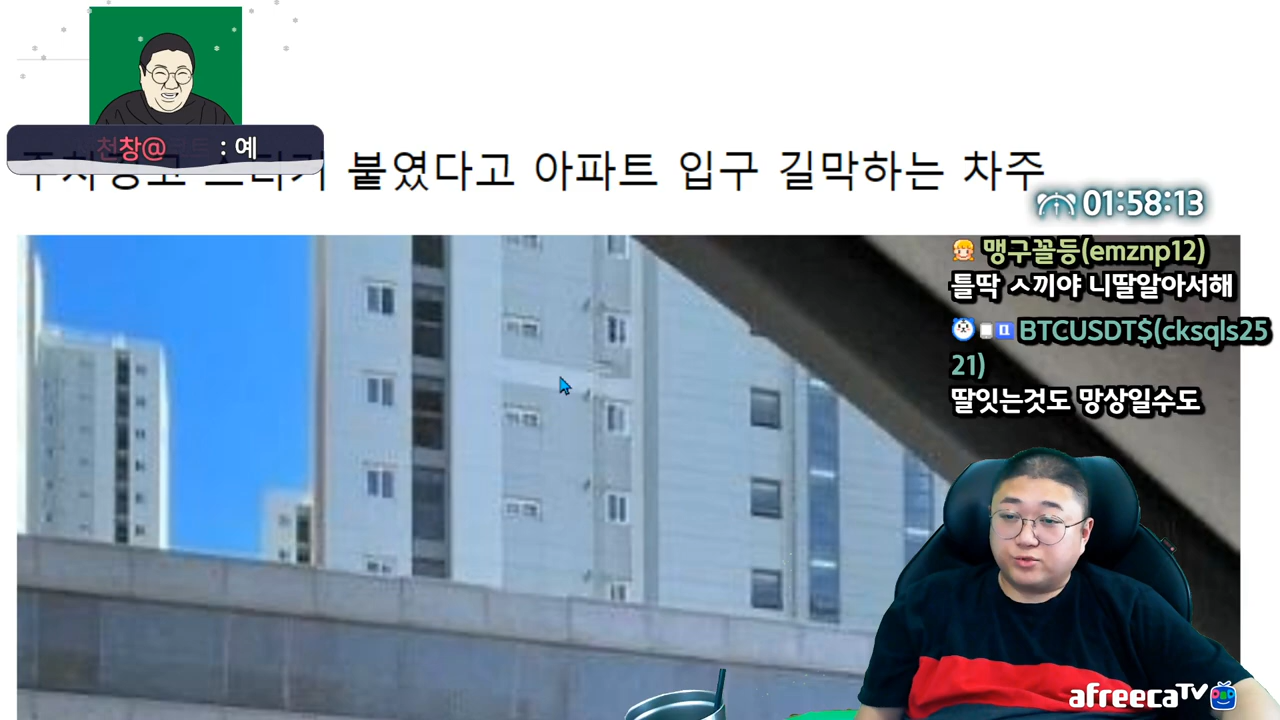 천창@ : 예
붙였다고 아파트 입구 길막하는 차주
01:58:13
맹구꼴등(emznp12)
틀딱 ㅅ끼야 니딸알아서해
BTCUSDT$(cksqls25
21)
딸잇는것도 망상일수도
afreecaTV